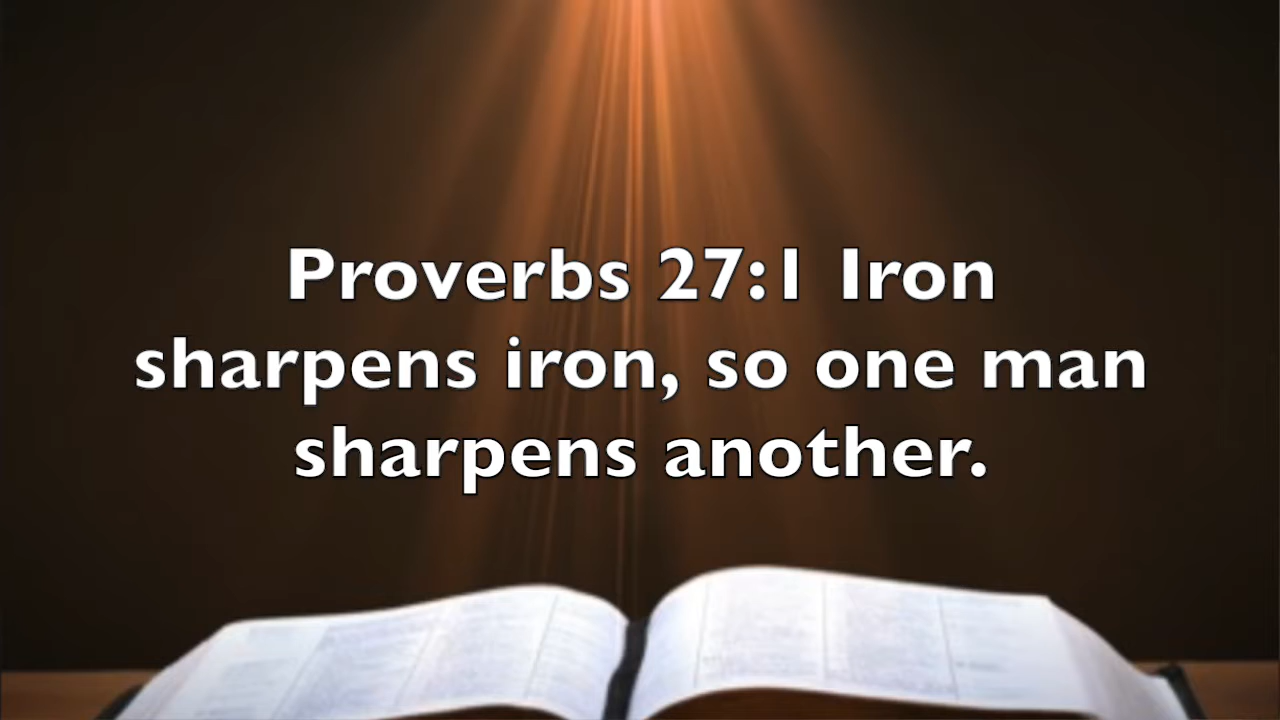 Proverbs 27:1 Iron
sharpens iron, so one man
sharpens another.